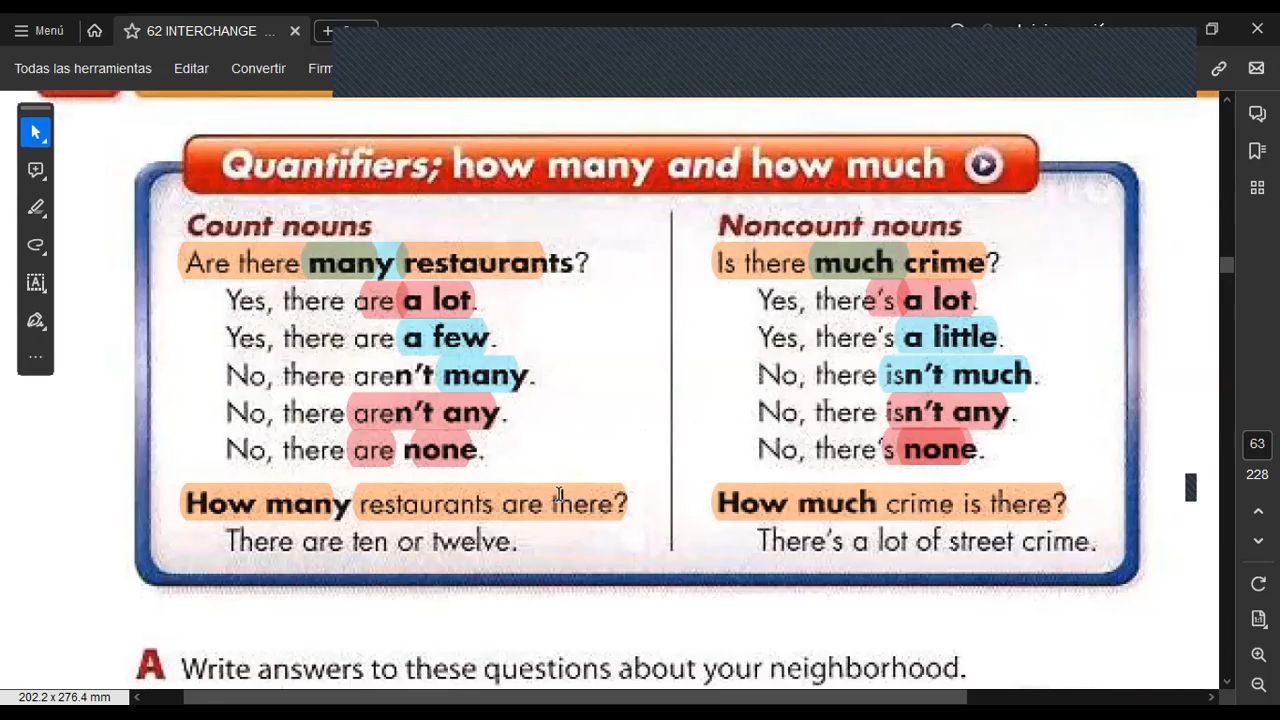 Menú
62 INTERCHANGE ...
Todas las herramientas
Editar
Convertir
Firm
Quantifiers; how many and how much
Count nouns
Are there many restaurants?
Yes, there are a lot.
Yes, there are a few.
No, there aren't many.
No, there aren't any.
No, there are none.
How many restaurants are there?
There are ten or twelve.
Noncount nouns
Is there much crime?
Yes, there's a lot.
Yes, there's a little.
No, there isn't much.
No, there isn't any.
No, there's none.
How much crime is there?
There's a lot of street crime.
A Write answers to these questions about your neighborhood.
63
228
202.2 x 276.4 mm